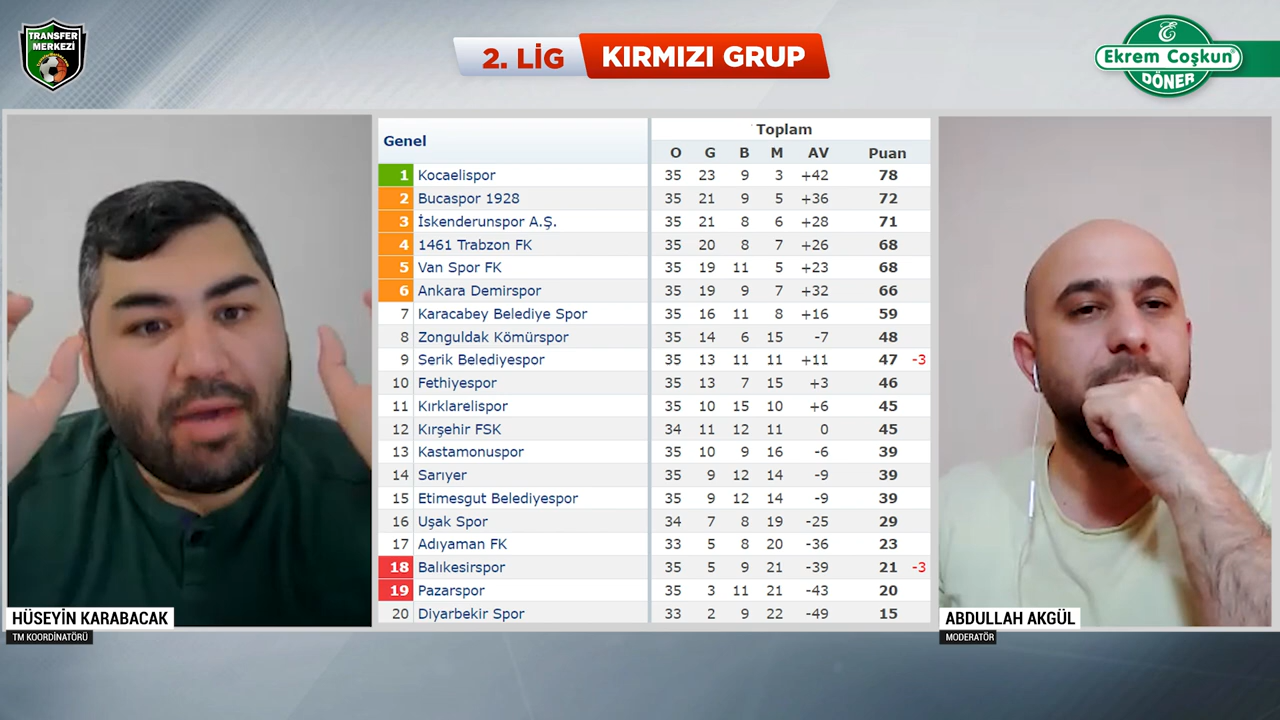 TRANSFER
MERKEZİ
2. LİG KIRMIZI GRUP
Ekrem Coşkun
DÖNER
Genel Toplam
O G B M AV Puan
1 Kocaelispor 35 23 9 3 +42 78
2 Bucaspor 1928 35 21 9 5 +36 72
3 İskenderunspor A.Ş. 35 21 8 6 +28 71
4 1461 Trabzon FK 35 20 8 7 +26 68
5 Van Spor FK 35 19 11 5 +23 68
6 Ankara Demirspor 35 19 9 7 +32 66
7 Karacabey Belediye Spor 35 16 11 8 +16 59
8 Zonguldak Kömürspor 35 14 6 15 -7 48
9 Serik Belediyespor 35 13 11 11 +11 47 -3
10 Fethiyespor 35 13 7 15 +3 46
11 Kırklarelispor 35 10 15 10 +6 45
12 Kırşehir FSK 34 11 12 11 0 45
13 Kastamonuspor 35 10 9 16 -6 39
14 Sarıyer 35 9 12 14 -9 39
15 Etimesgut Belediyespor 35 9 12 14 -9 39
16 Uşak Spor 34 7 8 19 -25 29
17 Adıyaman FK 33 5 8 20 -36 23
18 Balıkesirspor 35 5 9 21 -39 21 -3
19 Pazarspor 35 3 11 21 -43 20
20 Diyarbekir Spor 33 2 9 22 -49 15
HÜSEYİN KARABACAK
TM KOORDİNATÖRÜ
ABDULLAH AKGÜL
MODERATÖR